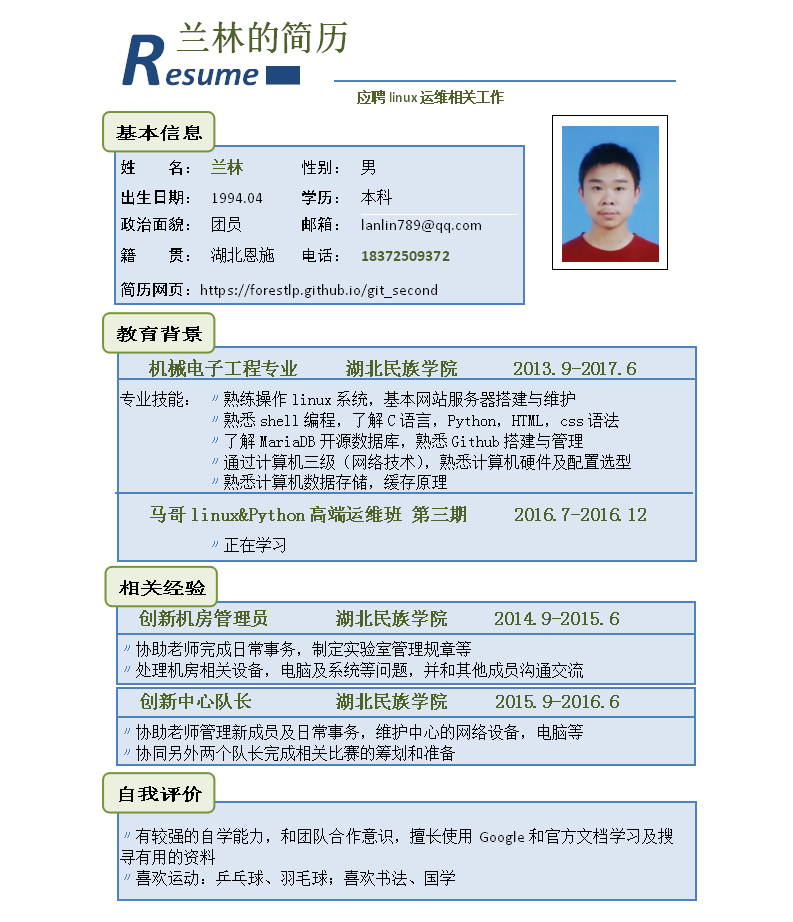 兰林的简历
Resume
应聘 linux 运维相关工作
基本信息
姓 名： 兰林 性别： 男
出生日期： 1994.04 学历： 本科
政治面貌： 团员 邮箱： lanlin789@qq.com
籍 贯： 湖北恩施 电话： 18372509372
简历网页：https://forestlp.github.io/git_second
教育背景
机械电子工程专业 湖北民族学院 2013.9-2017.6
专业技能： 〃熟练操作 linux 系统，基本网站服务器搭建与维护
〃熟悉 shell 编程，了解 C 语言，Python，HTML，css 语法
〃了解 MariaDB 开源数据库，熟悉 Github 搭建与管理
〃通过计算机三级（网络技术），熟悉计算机硬件及配置选型
〃熟悉计算机数据存储，缓存原理
马哥 linux&Python 高端运维班 第三期 2016.7-2016.12
〃正在学习
相关经验
创新机房管理员 湖北民族学院 2014.9-2015.6
〃协助老师完成日常事务，制定实验室管理规章等
〃处理机房相关设备，电脑及系统等问题，并和其他成员沟通交流
创新中心队长 湖北民族学院 2015.9-2016.6
〃协助老师管理新成员及日常事务，维护中心的网络设备，电脑等
〃协同另外两个队长完成相关比赛的筹划和准备
自我评价
〃有较强的自学能力，和团队合作意识，擅长使用 Google 和官方文档学习及搜
寻有用的资料
〃喜欢运动：乒乓球、羽毛球；喜欢书法、国学